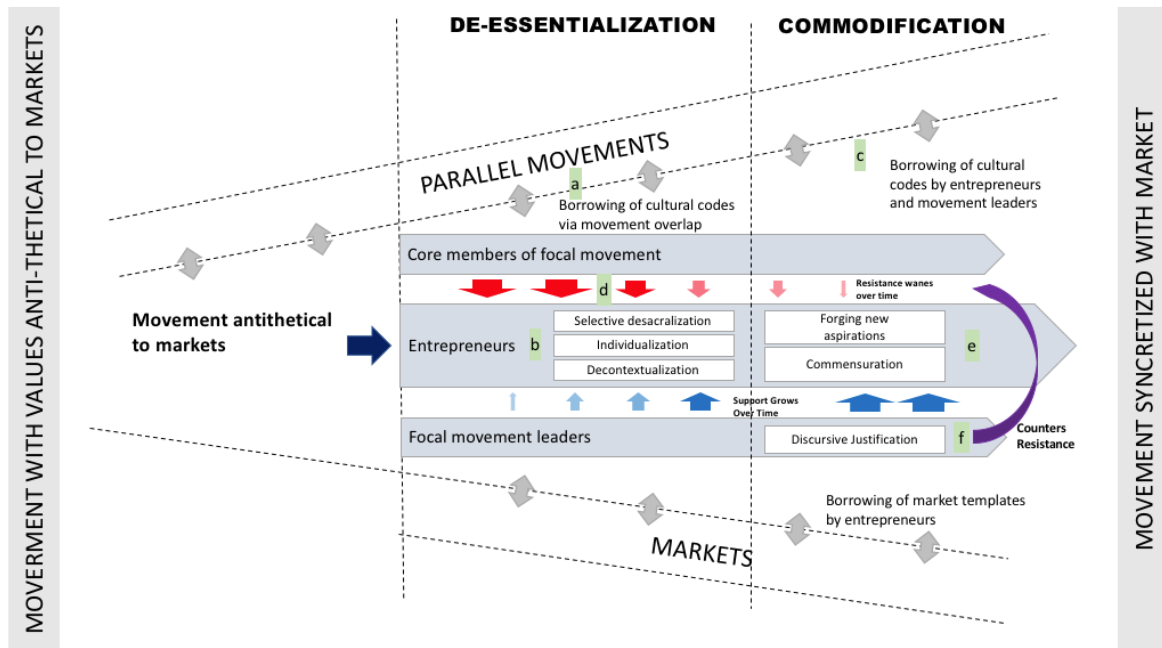 MOVERMENT WITH VALUES ANTI-THETICAL TO MARKETS
DE-ESSENTIALIZATION
COMMODIFICATION
PARALLEL MOVEMENTS
a
Borrowing of cultural codes
via movement overlap
c
Borrowing of cultural
codes by entrepreneurs
and movement leaders
Core members of focal movement
d
Resistance wanes
over time
Movement antithetical
to markets
Entrepreneurs
b
Selective desacralization
Individualization
Decontextualization
Forging new
aspirations
Commensuration
e
Support Grows
Over Time
Focal movement leaders
Discursive Justification
f
Counters
Resistance
Borrowing of market templates
by entrepreneurs
MARKETS
MOVEMENT SYNCRETIZED WITH MARKET